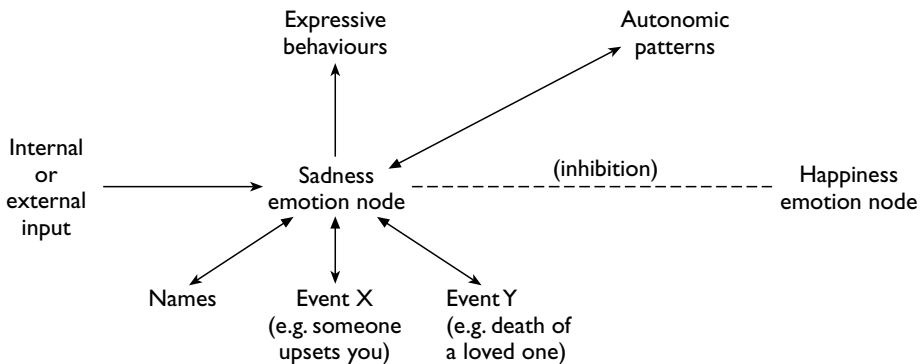 Expressive
behaviours
Autonomic
patterns
Internal
or
external
input
Sadness
emotion node
(inhibition)
Happiness
emotion node
Names
Event X
(e.g. someone
upsets you)
Event Y
(e.g. death of
a loved one)